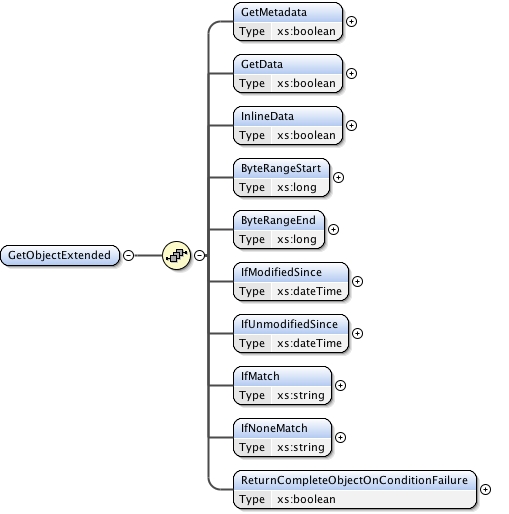 GetMetadata
Type xs:boolean
GetData
Type xs:boolean
InlineData
Type xs:boolean
ByteRangeStart
Type xs:long
ByteRangeEnd
Type xs:long
GetObjectExtended
IfModifiedSince
Type xs:dateTime
IfUnmodifiedSince
Type xs:dateTime
IfMatch
Type xs:string
IfNoneMatch
Type xs:string
ReturnCompleteObjectOnConditionFailure
Type xs:boolean